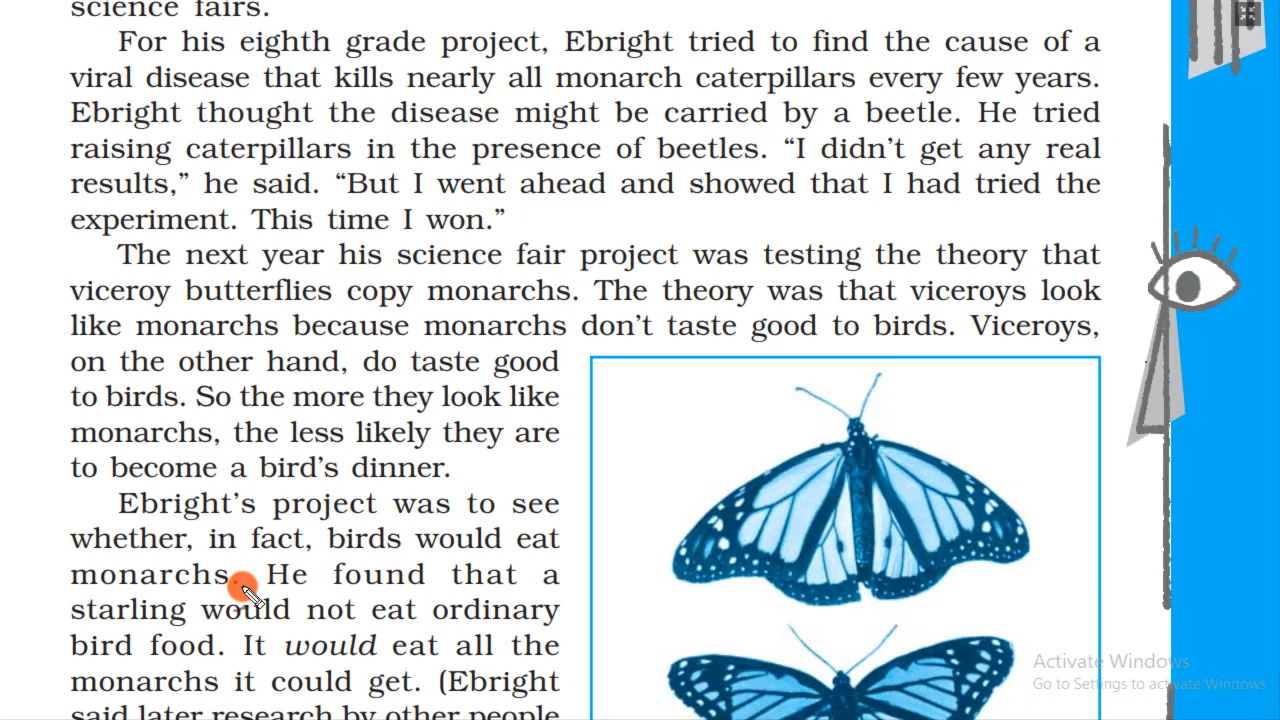 science fairs.
For his eighth grade project, Ebright tried to find the cause of a
viral disease that kills nearly all monarch caterpillars every few years.
Ebright thought the disease might be carried by a beetle. He tried
raising caterpillars in the presence of beetles. “I didn’t get any real
results,” he said. “But I went ahead and showed that I had tried the
experiment. This time I won.”
The next year his science fair project was testing the theory that
viceroy butterflies copy monarchs. The theory was that viceroys look
like monarchs because monarchs don’t taste good to birds. Viceroys,
on the other hand, do taste good
to birds. So the more they look like
monarchs, the less likely they are
to become a bird’s dinner.
Ebright’s project was to see
whether, in fact, birds would eat
monarchs. He found that a
starling would not eat ordinary
bird food. It would eat all the
monarchs it could get. (Ebright
said later research by other people
Activate Windows
Go to Settings to activate Windows.